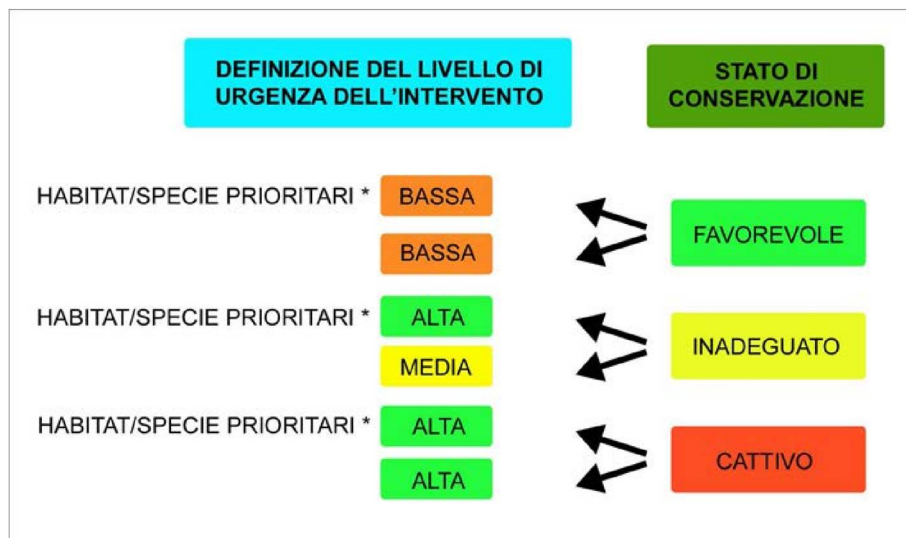 DEFINIZIONE DEL LIVELLO DI
URGENZA DELL'INTERVENTO
STATO DI
CONSERVAZIONE
HABITAT/SPECIE PRIORITARI *
BASSA
BASSA
FAVOREVOLE
HABITAT/SPECIE PRIORITARI *
ALTA
MEDIA
INADEGUATO
HABITAT/SPECIE PRIORITARI *
ALTA
ALTA
CATTIVO